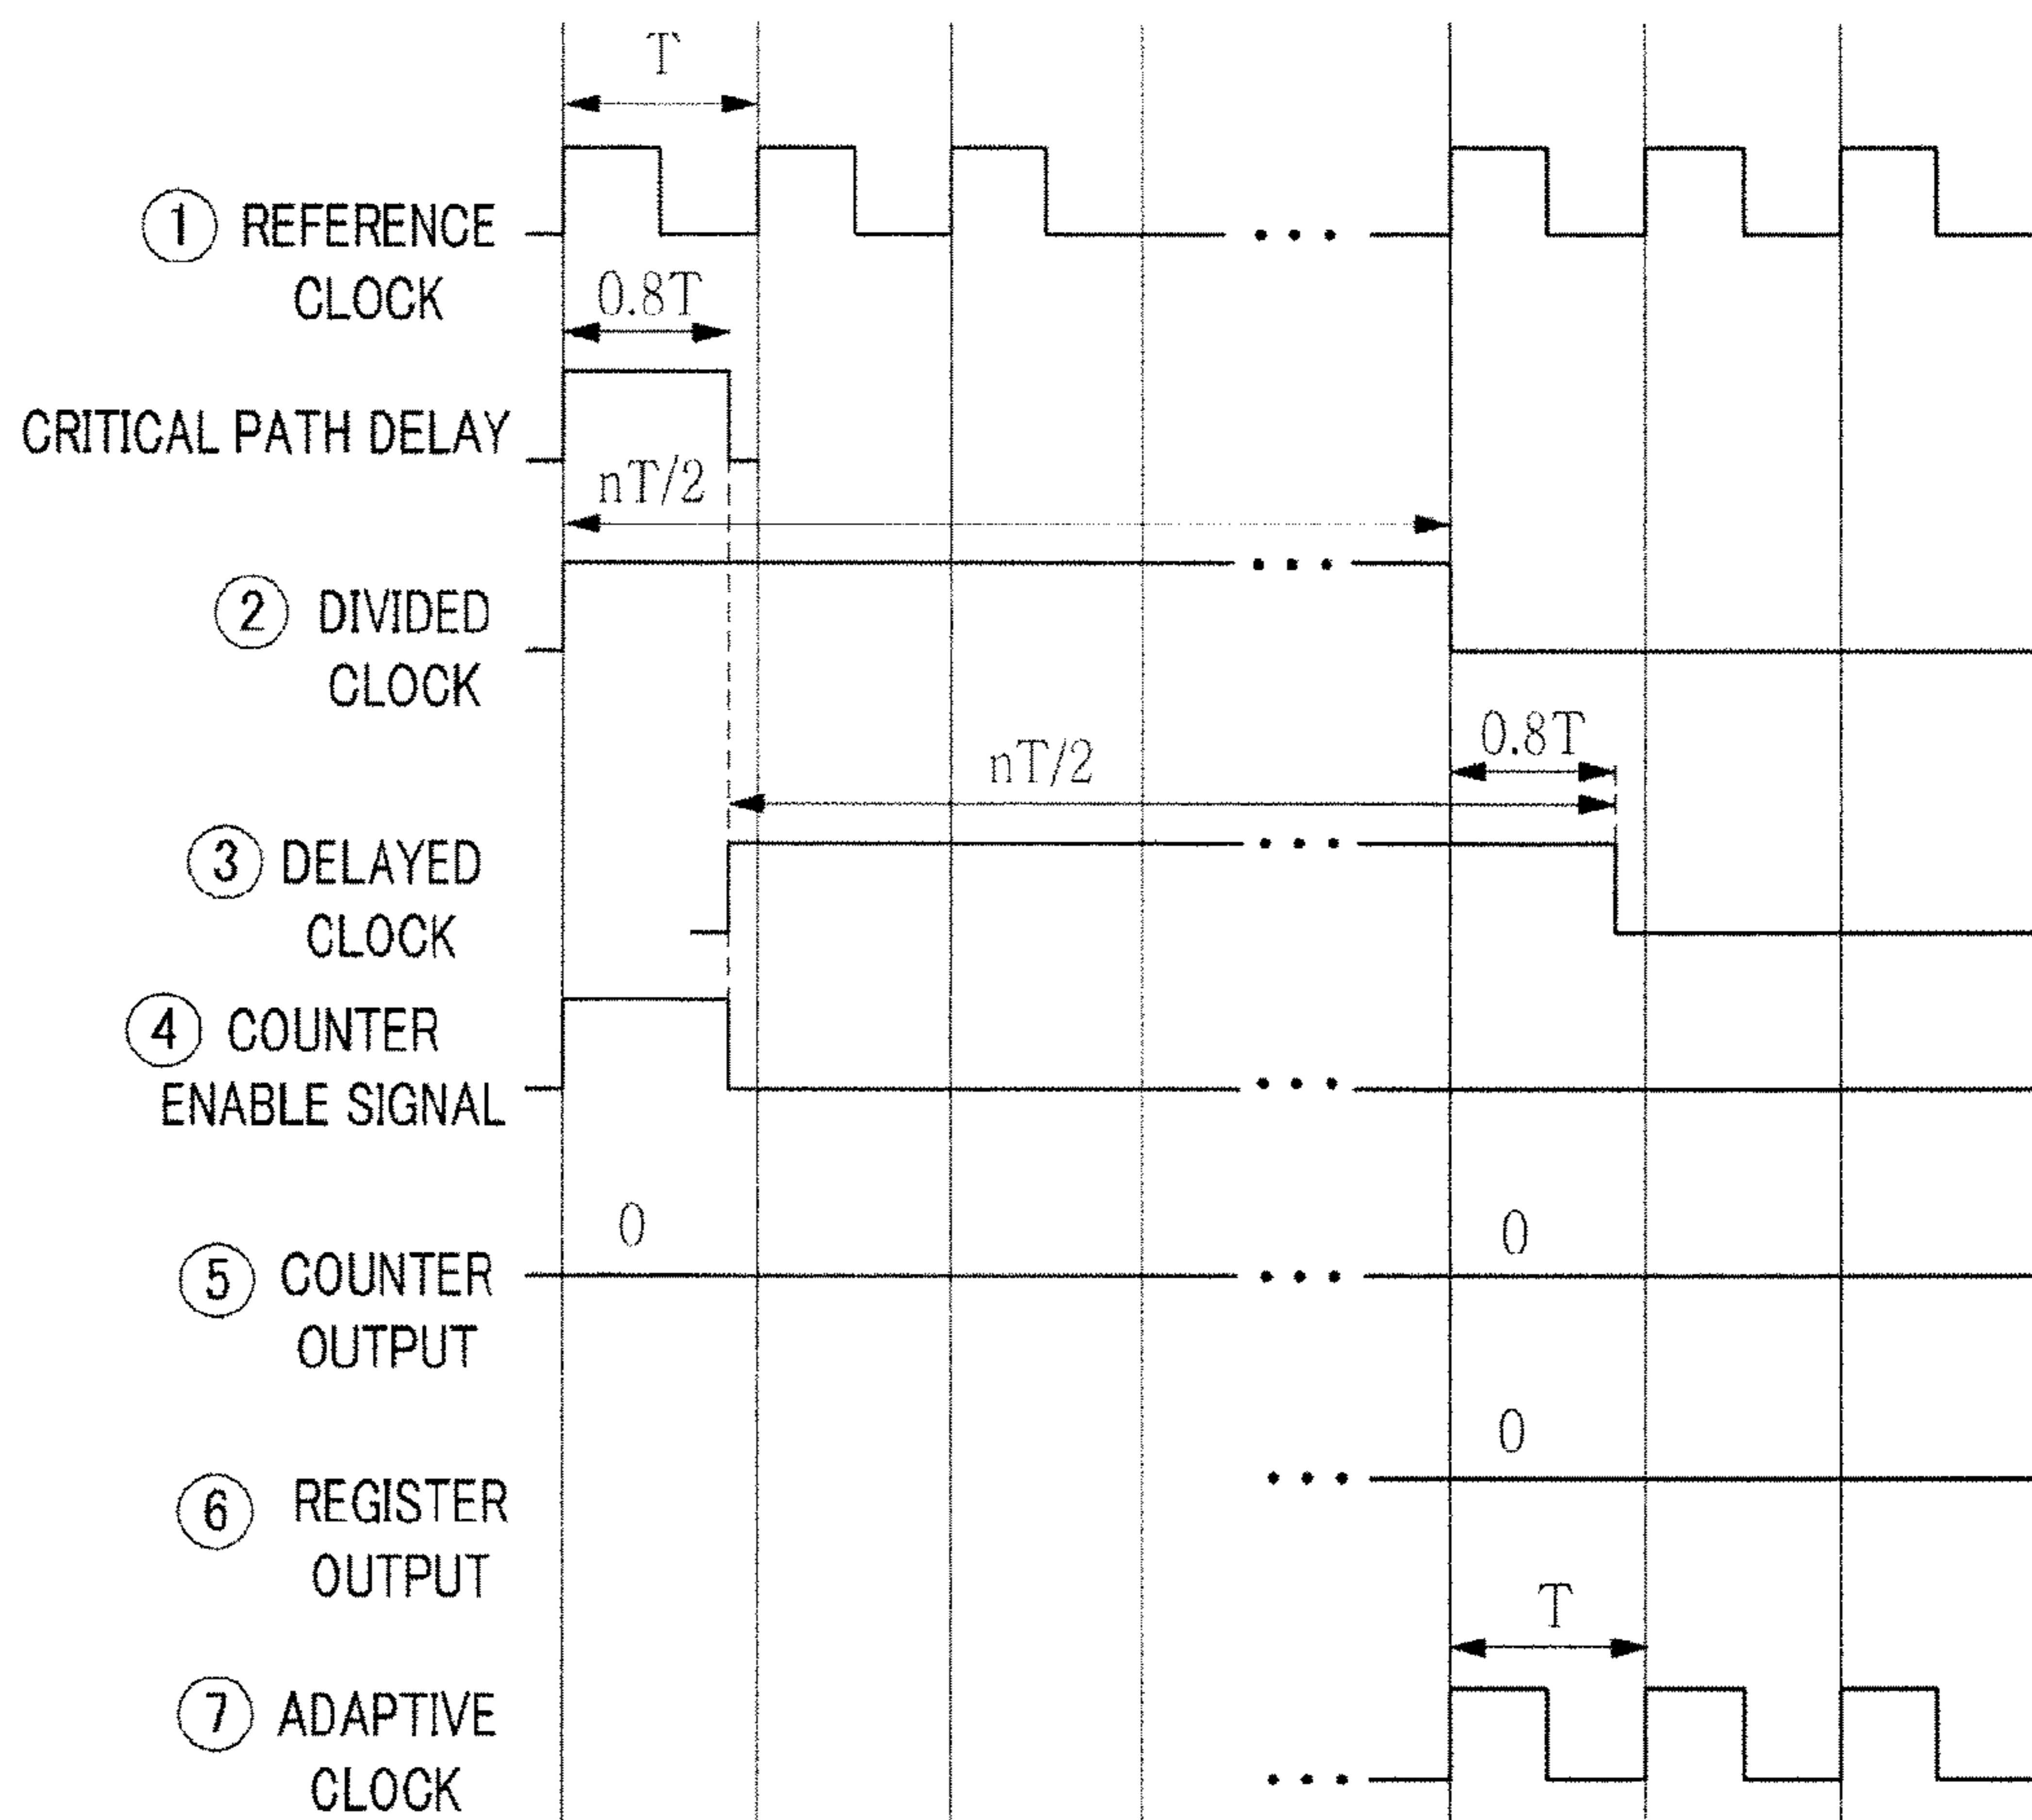 T
① REFERENCE
CLOCK
0.8T
CRITICAL PATH DELAY
nT/2
② DIVIDED
CLOCK
0.8T
nT/2
③ DELAYED
CLOCK
④ COUNTER
ENABLE SIGNAL
0
0
⑤ COUNTER
OUTPUT
0
⑥ REGISTER
OUTPUT
T
⑦ ADAPTIVE
CLOCK